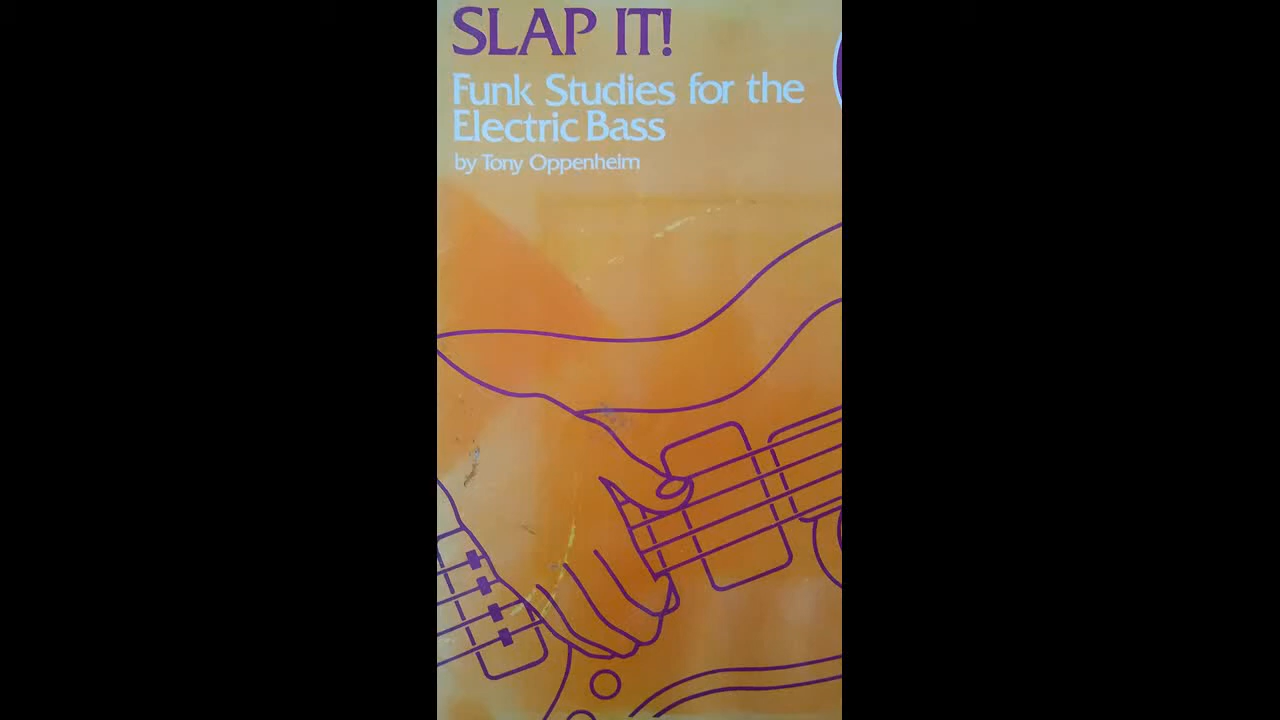 SLAP IT!
Funk Studies for the
Electric Bass
by Tony Oppenheim